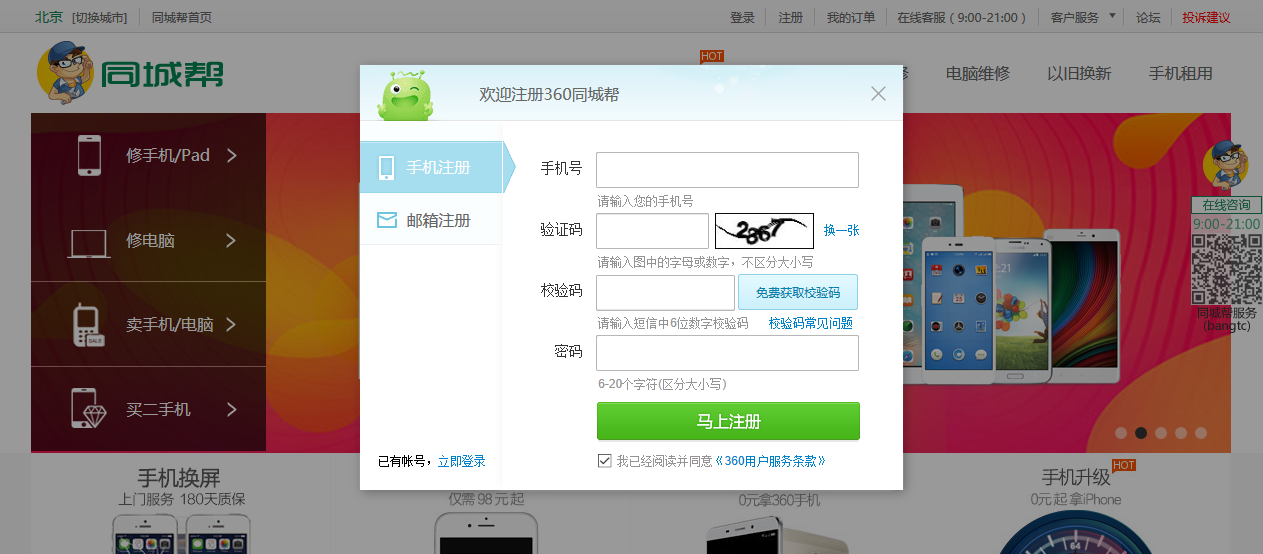 北京 [切换城市] 同城帮首页 登录 注册 我的订单 在线客服（9:00-21:00） 客户服务 论坛 投诉建议
同城帮
HOT
修 电脑维修 以旧换新 手机租用
欢迎注册360同城帮
修手机/Pad
修电脑
卖手机/电脑
SALE
买二手机
手机注册
邮箱注册
手机号
请输入您的手机号
验证码 2867 换一张
请输入图中的字母或数字，不区分大小写
校验码 免费获取校验码
请输入短信中6位数字校验码 校验码常见问题
密码
6-20个字符(区分大小写)
马上注册
已有帐号，立即登录
我已经阅读并同意《360用户服务条款》
在线咨询
9:00-21:00
同城帮服务
(bangtc)
手机换屏
上门服务 180天质保
仅需98元起
0元拿360手机
手机升级 HOT
0元起拿iPhone